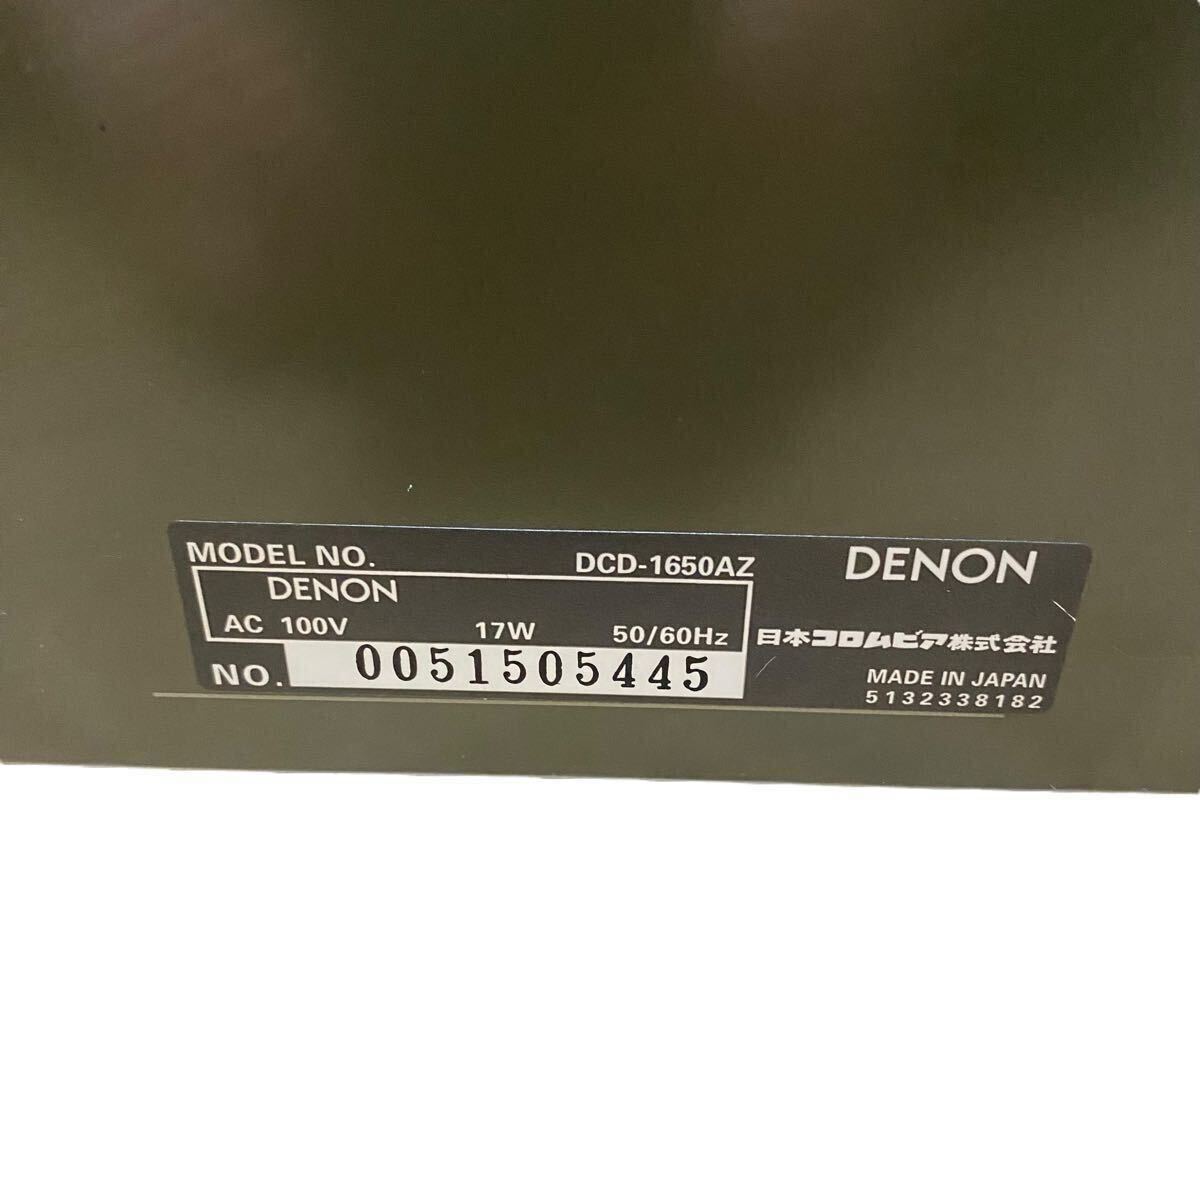 MODEL NO. DCD-1650AZ DENON
DENON
AC 100V 17W 50/60Hz
日本コロムビア株式会社
NO. 0051505445
MADE IN JAPAN
5132338182